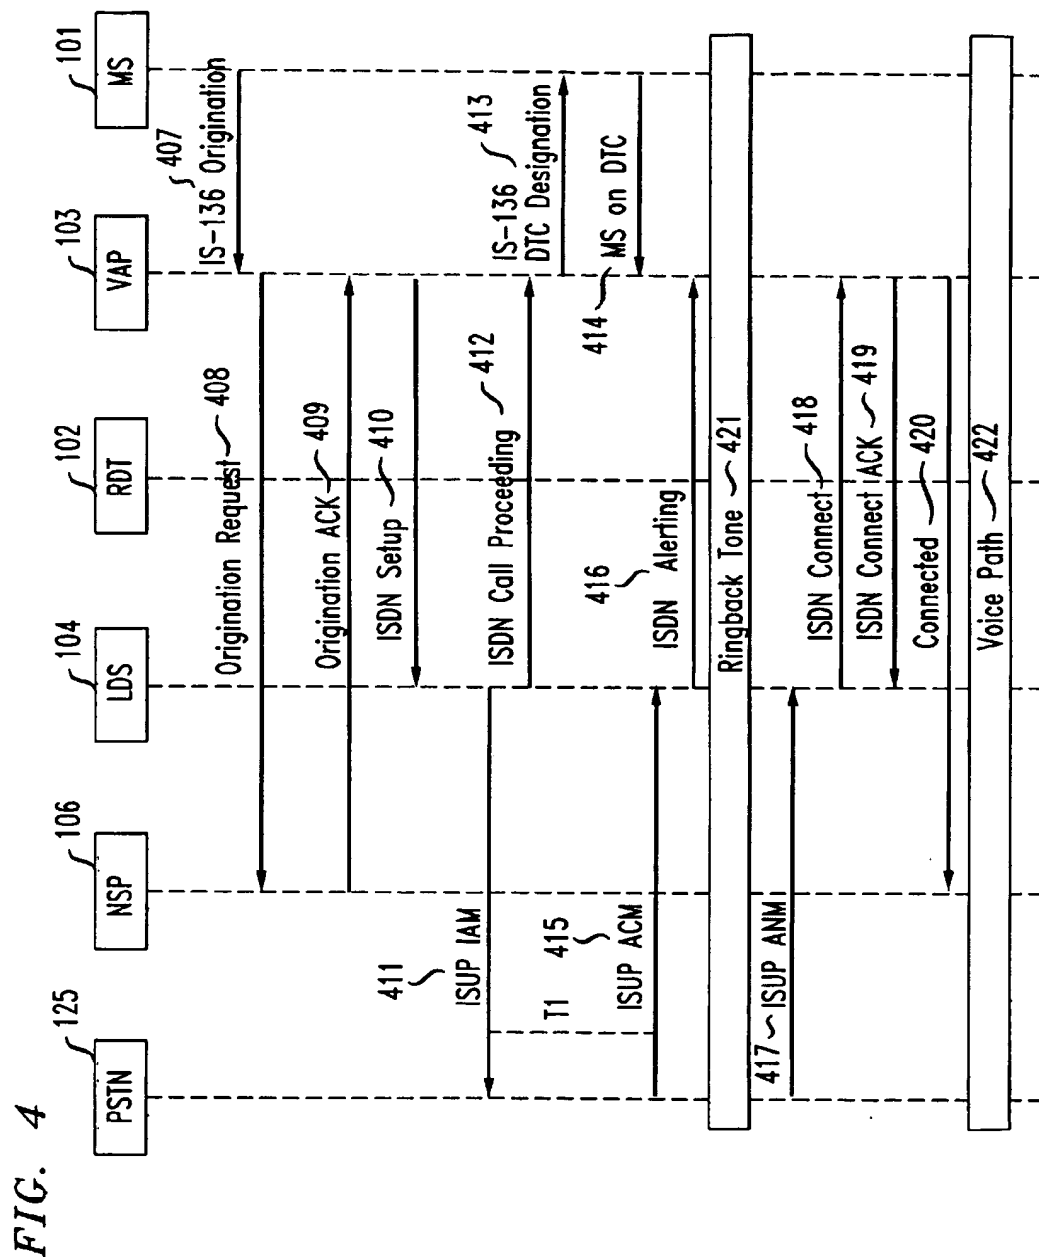 FIG. 4
125
106
104
102
103
101
PSTN
NSP
LDS
RDT
VAP
MS
407
IS-136 Origination
Origination Request 408
Origination ACK 409
ISDN Setup 410
411
ISUP IAM
ISDN Call Proceeding 412
IS-136 413
DTC Designation
414 MS on DTC
T1
415
ISUP ACM
416
ISDN Alerting
Ringback Tone 421
417 ISUP ANM
ISDN Connect 418
ISDN Connect ACK 419
Connected 420
Voice Path 422